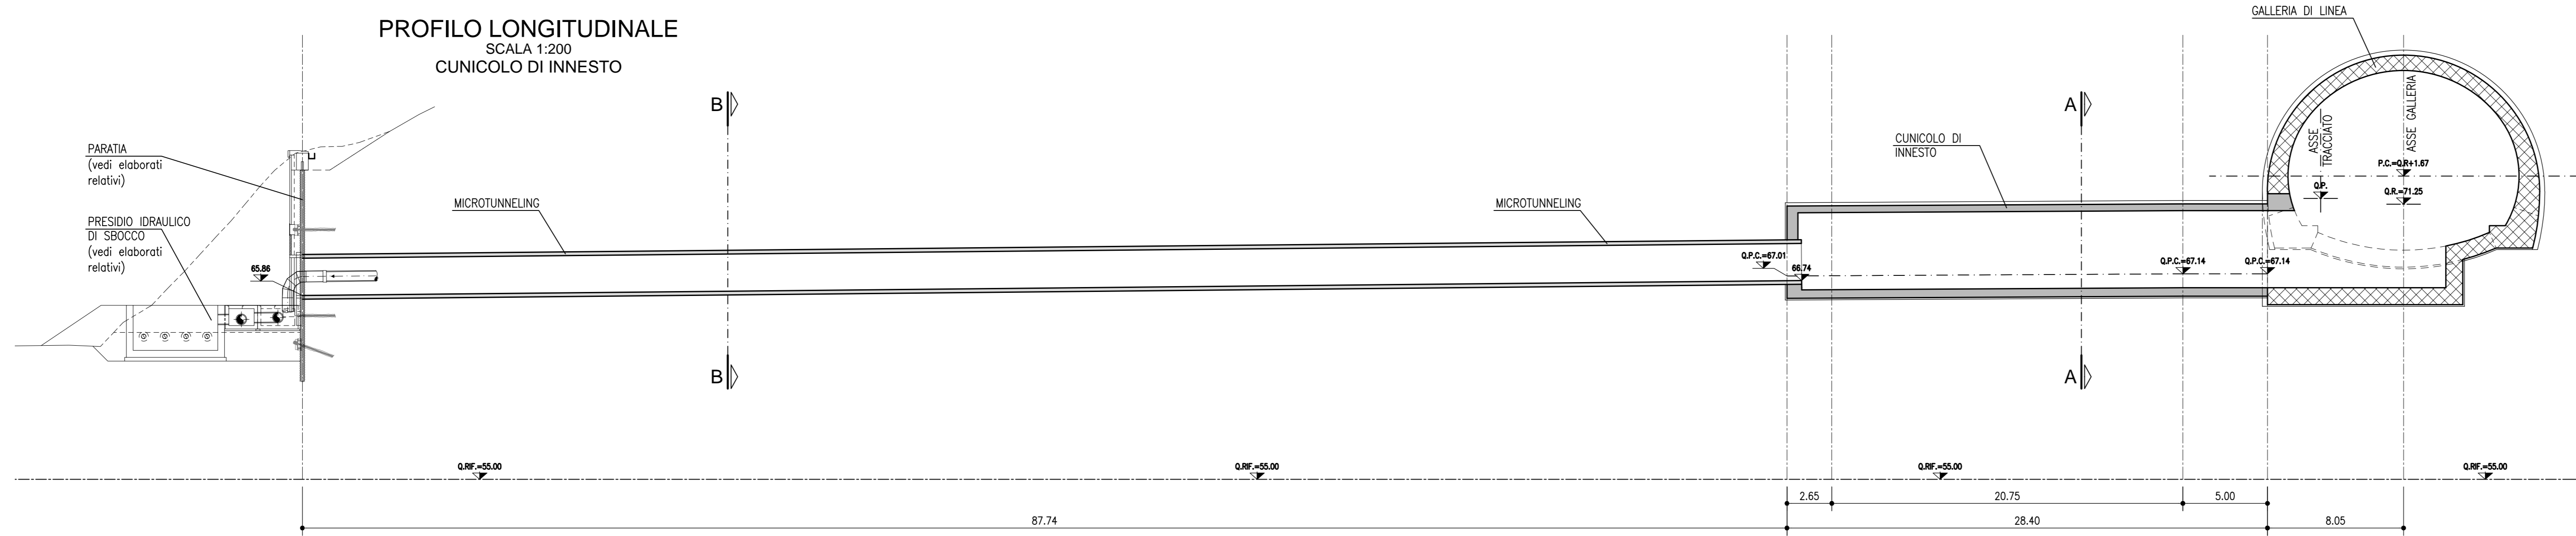 PROFILO LONGITUDINALE
SCALA 1:200
CUNICOLO DI INNESTO
GALLERIA DI LINEA
B
A
PARATIA
(vedi elaborati
relativi)
PRESIDIO IDRAULICO
DI SBOCCO
(vedi elaborati
relativi)
65.86
MICROTUNNELING
MICROTUNNELING
CUNICOLO DI
INNESTO
ASSE
TRACCIATO
ASSE GALLERIA
P.C.=Q.R+1.67
Q.P.
Q.R.=71.25
Q.P.C.=67.01
66.74
Q.P.C.=67.14
Q.P.C.=67.14
B
A
Q.RIF.=55.00
Q.RIF.=55.00
Q.RIF.=55.00
Q.RIF.=55.00
2.65
20.75
5.00
87.74
28.40
8.05